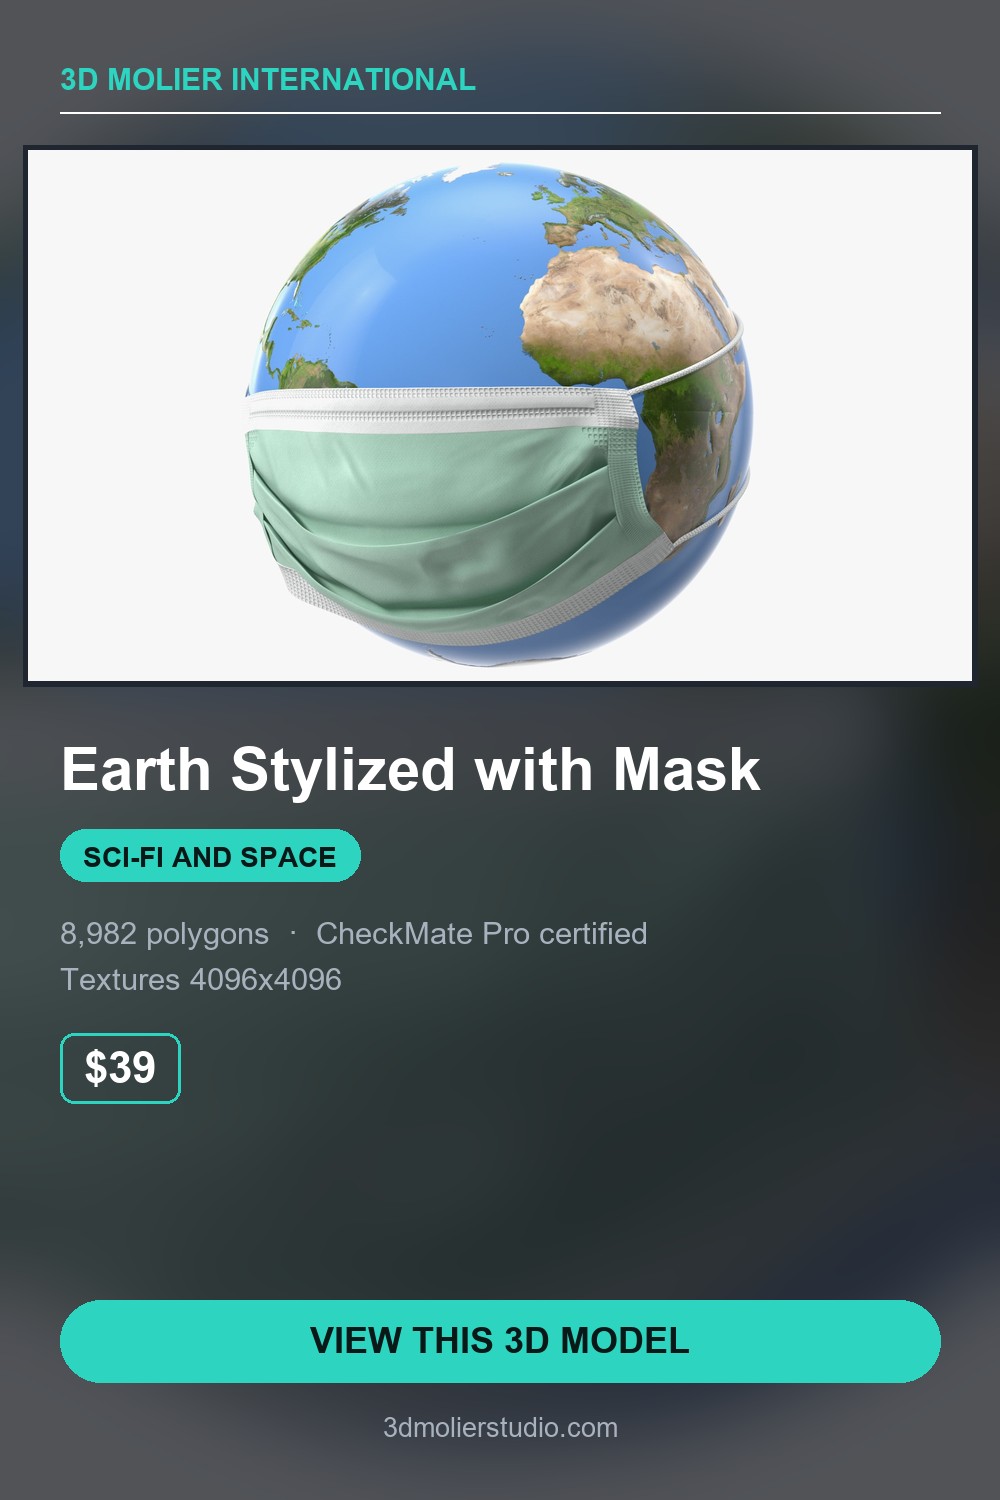 3D MOLIER INTERNATIONAL
Earth Stylized with Mask
SCI-FI AND SPACE
8,982 polygons · CheckMate Pro certified
Textures 4096x4096
$39
VIEW THIS 3D MODEL
3dmolierstudio.com